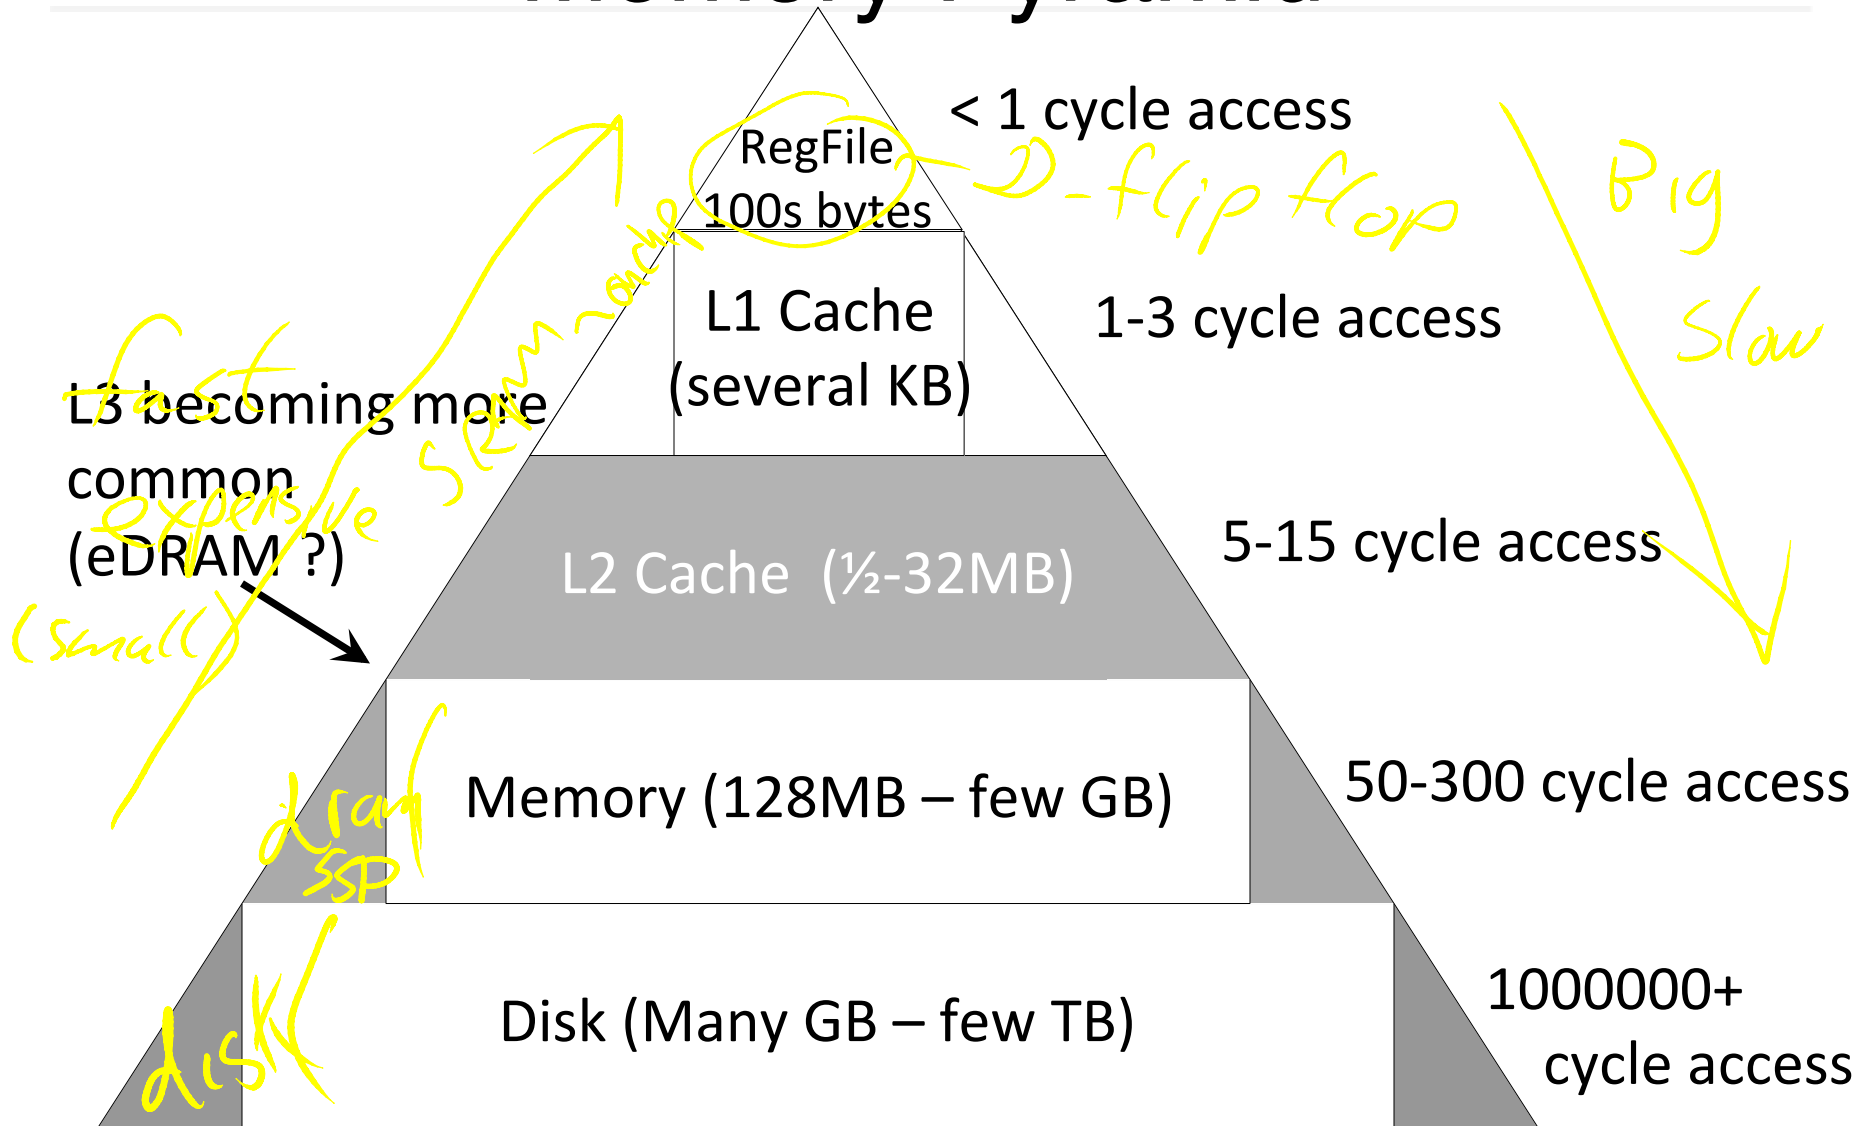 Memory Pyramid
< 1 cycle access
RegFile
100s bytes
D-flip flop
Big
slow
L1 Cache
(several KB)
1-3 cycle access
fast
expensive
(small)
SRAM
L3 becoming more
common
(eDRAM ?)
L2 Cache (½-32MB)
5-15 cycle access
dram
Memory (128MB – few GB)
50-300 cycle access
disk
Disk (Many GB – few TB)
1000000+
cycle access